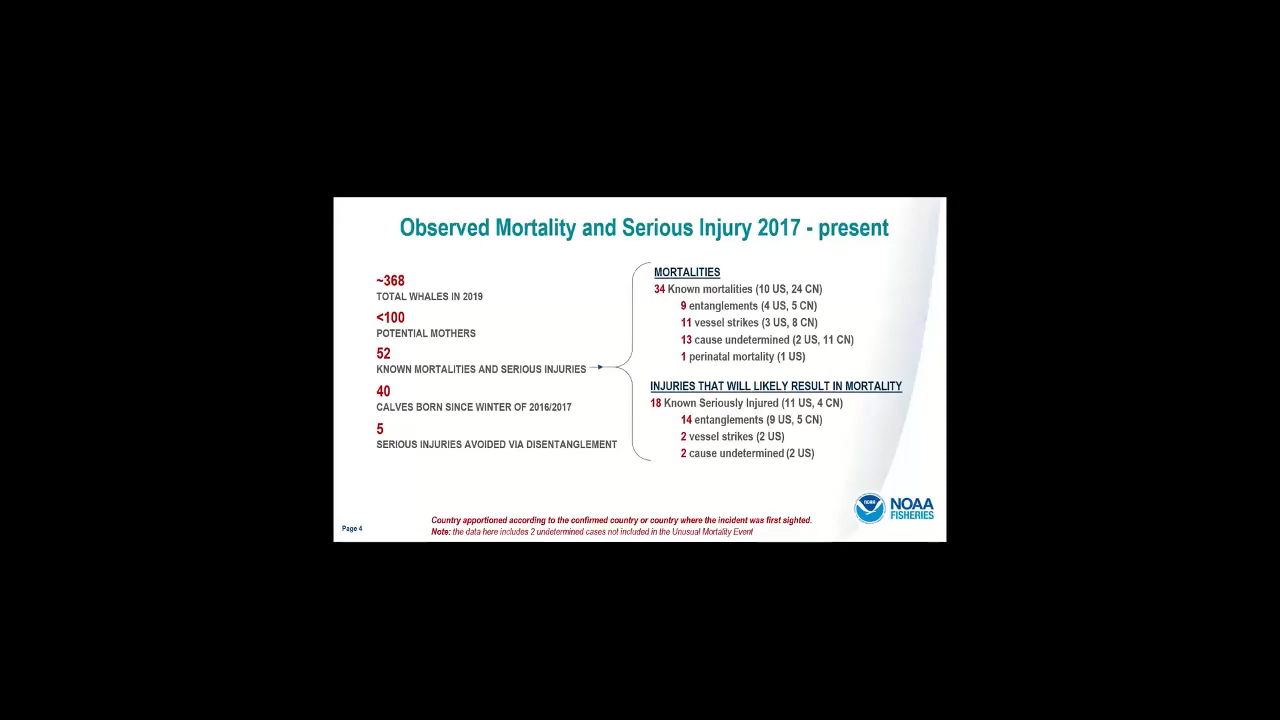 Observed Mortality and Serious Injury 2017 - present
~368
TOTAL WHALES IN 2019
<100
POTENTIAL MOTHERS
52
KNOWN MORTALITIES AND SERIOUS INJURIES
40
CALVES BORN SINCE WINTER OF 2016/2017
5
SERIOUS INJURIES AVOIDED VIA DISENTANGLEMENT
MORTALITIES
34 Known mortalities (10 US, 24 CN)
9 entanglements (4 US, 5 CN)
11 vessel strikes (3 US, 8 CN)
13 cause undetermined (2 US, 11 CN)
1 perinatal mortality (1 US)
INJURIES THAT WILL LIKELY RESULT IN MORTALITY
18 Known Seriously Injured (11 US, 4 CN)
14 entanglements (9 US, 5 CN)
2 vessel strikes (2 US)
2 cause undetermined (2 US)
noaa
NOAA
FISHERIES
Country apportioned according to the confirmed country or country where the incident was first sighted.
Note: the data here includes 2 undetermined cases not included in the Unusual Mortality Event
Page 4